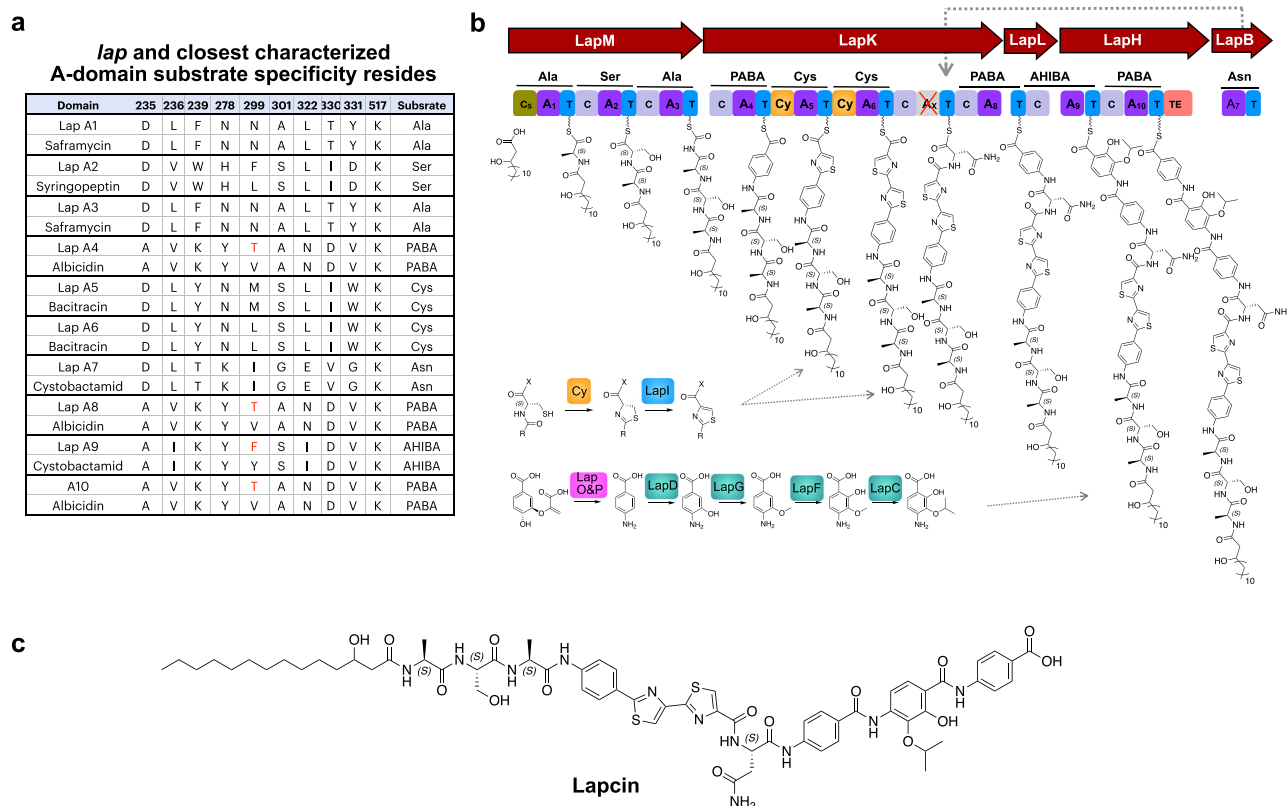 a
lap and closest characterized
A-domain substrate specificity resides
Domain 235 236 239 278 299 301 322 330 331 517 Subsrate
Lap A1 D L F N N A L T Y K Ala
Saframycin D L F N N A L T Y K Ala
Lap A2 D V W H F S L I D K Ser
Syringopeptin D V W H L S L I D K Ser
Lap A3 D L F N N A L T Y K Ala
Saframycin D L F N N A L T Y K Ala
Lap A4 A V K Y T A N D V K PABA
Albicidin A V K Y V A N D V K PABA
Lap A5 D L Y N M S L I W K Cys
Bacitracin D L Y N M S L I W K Cys
Lap A6 D L Y N L S L I W K Cys
Bacitracin D L Y N L S L I W K Cys
Lap A7 D L T K I G E V G K Asn
Cystobactamid D L T K I G E V G K Asn
Lap A8 A V K Y T A N D V K PABA
Albicidin A V K Y V A N D V K PABA
Lap A9 A I K Y F S I D V K AHIBA
Cystobactamid A I K Y Y S I D V K AHIBA
A10 A V K Y T A N D V K PABA
Albicidin A V K Y V A N D V K PABA
b
LapM LapK LapL LapH LapB
Ala Ser Ala PABA Cys Cys PABA AHIBA PABA Asn
Cs A1 T C A2 T C A3 T C A4 T Cy A5 T Cy A6 T C Ax T C A8 T C A9 T C A10 T TE A7 T
Cy LapI
Lap
O&P LapD LapG LapF LapC
c
Lapcin